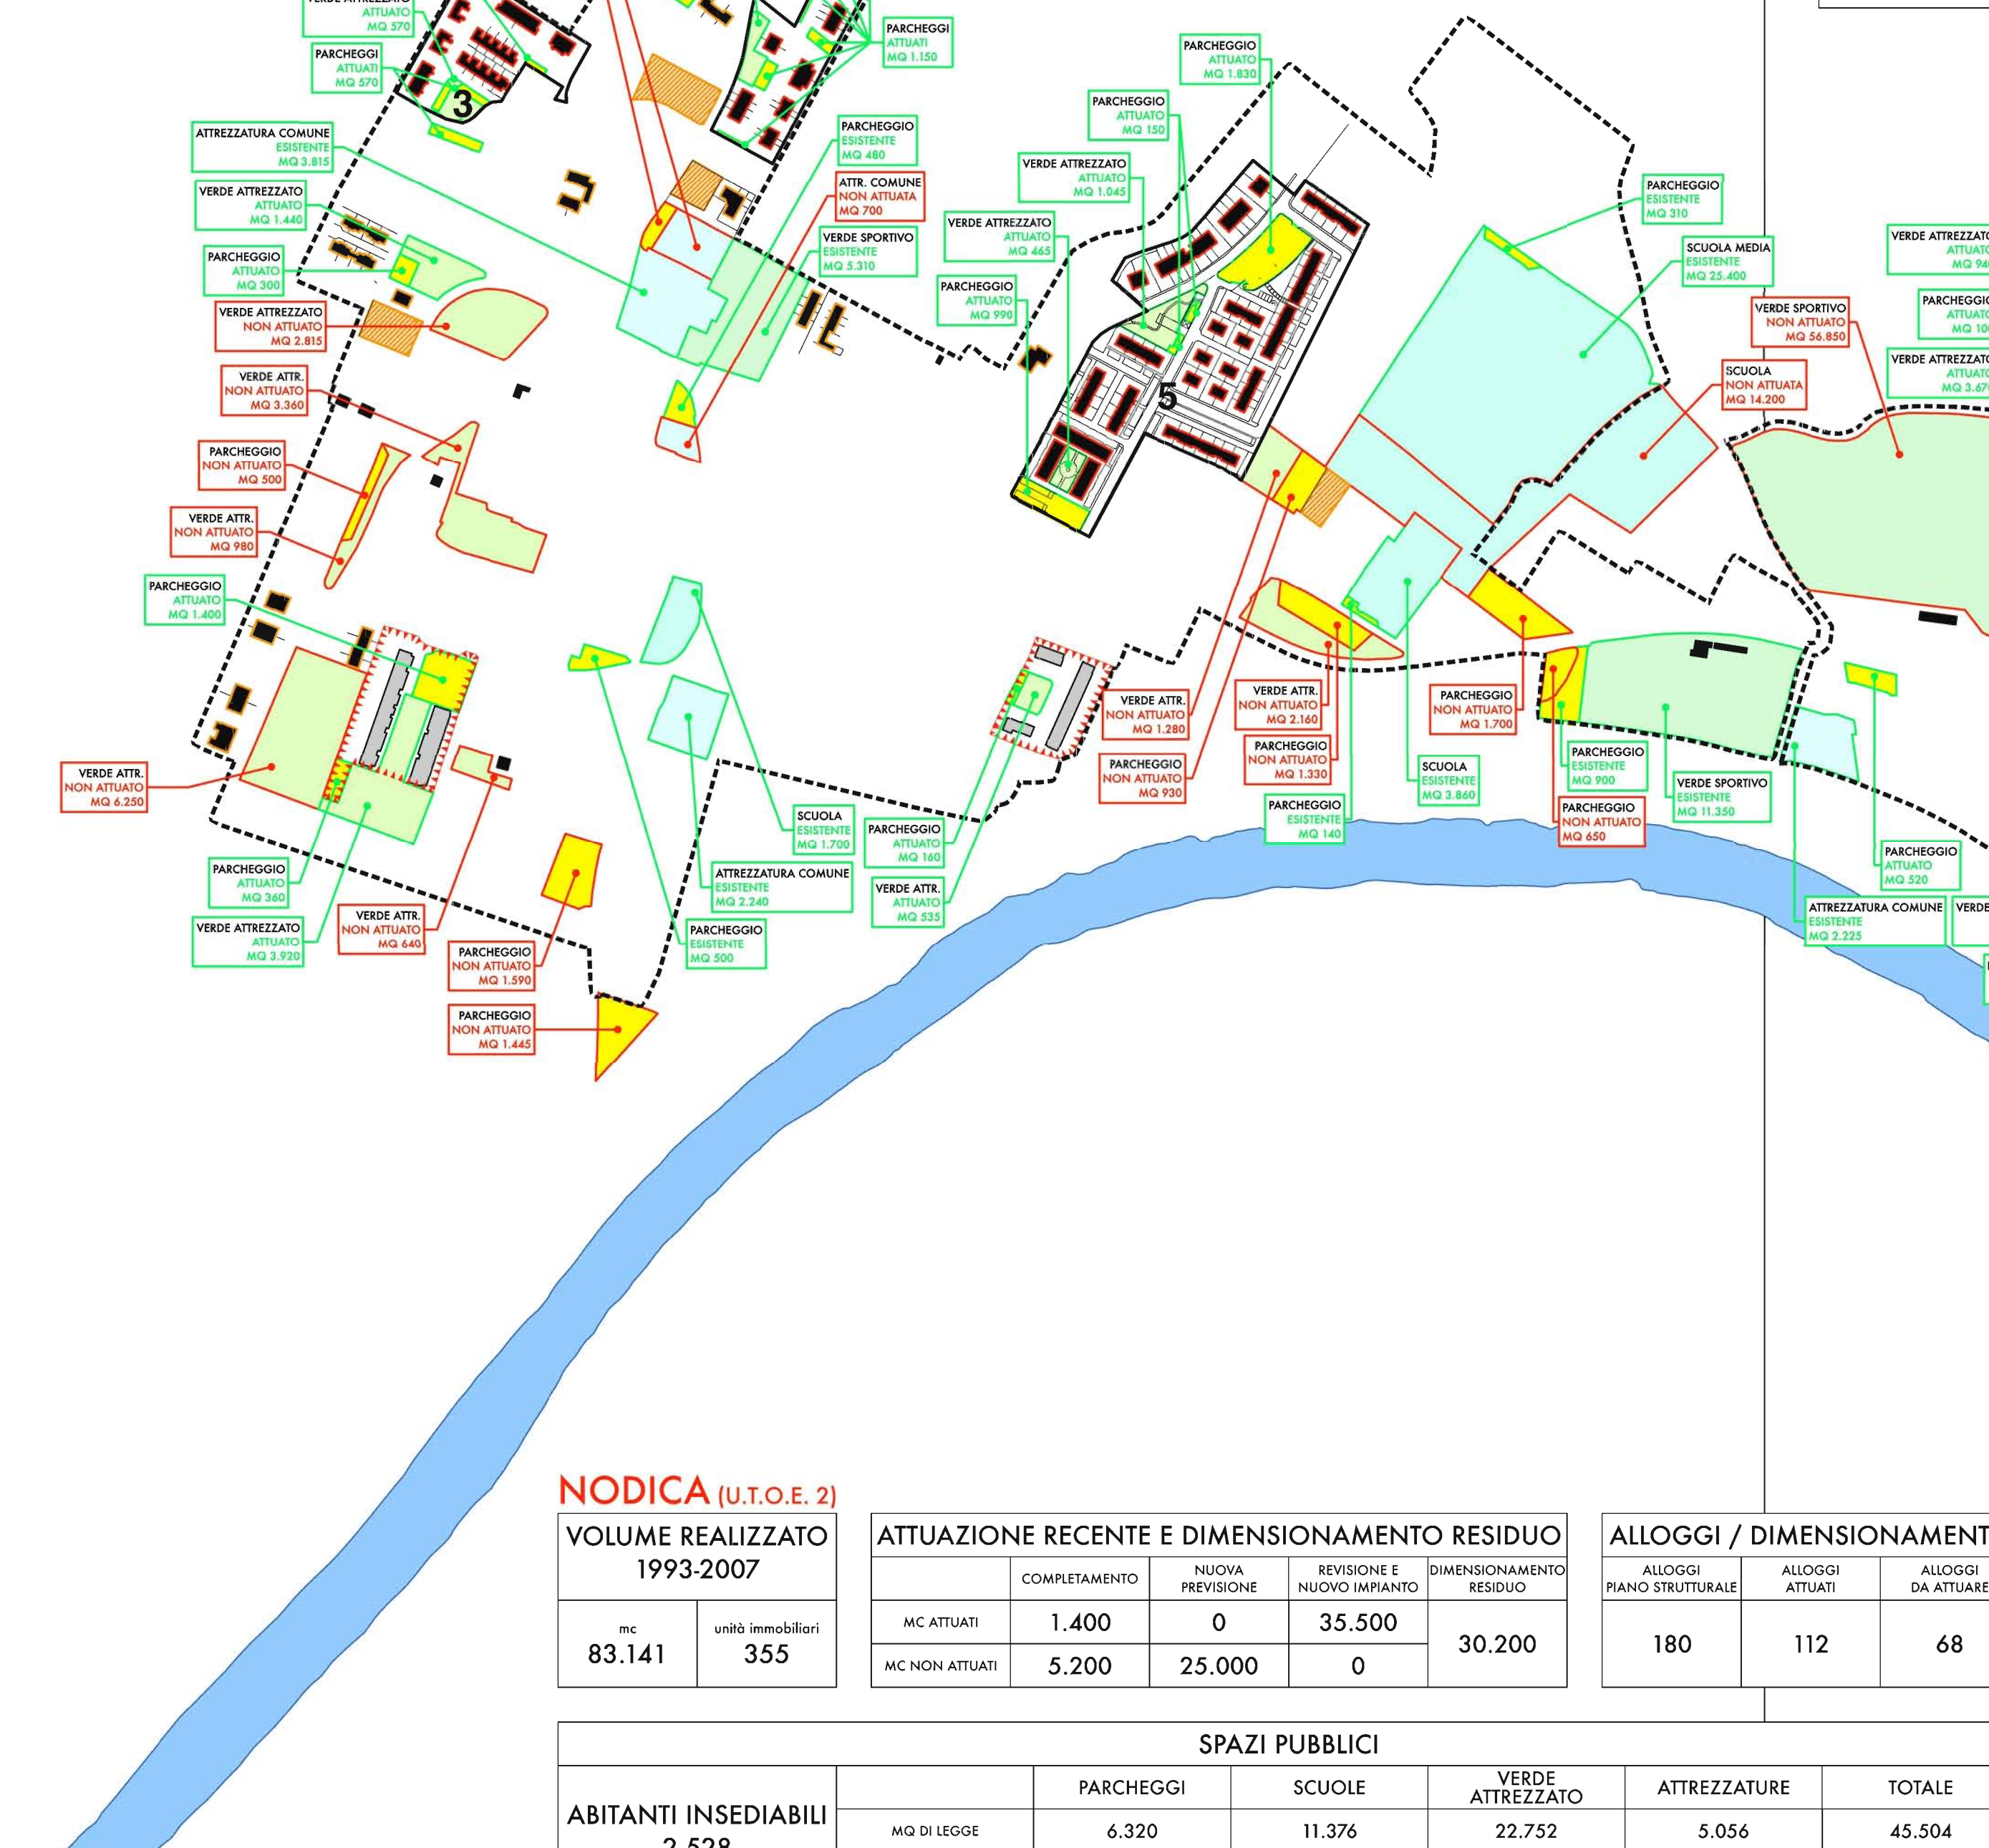 VERDE ATTREZZATO
ATTUATO
MQ 570
PARCHEGGI
ATTUATI
MQ 570
3
PARCHEGGI
ATTUATI
MQ 1.150
ATTREZZATURA COMUNE
ESISTENTE
MQ 3.815
VERDE ATTREZZATO
ATTUATO
MQ 1.440
PARCHEGGIO
ATTUATO
MQ 300
VERDE ATTREZZATO
NON ATTUATO
MQ 2.815
VERDE ATTR.
NON ATTUATO
MQ 3.360
PARCHEGGIO
NON ATTUATO
MQ 500
VERDE ATTR.
NON ATTUATO
MQ 980
PARCHEGGIO
ATTUATO
MQ 1.400
VERDE ATTR.
NON ATTUATO
MQ 6.250
PARCHEGGIO
ATTUATO
MQ 360
VERDE ATTREZZATO
ATTUATO
MQ 3.920
VERDE ATTR.
NON ATTUATO
MQ 640
PARCHEGGIO
NON ATTUATO
MQ 1.590
PARCHEGGIO
NON ATTUATO
MQ 1.445
PARCHEGGIO
ESISTENTE
MQ 480
ATTR. COMUNE
NON ATTUATA
MQ 700
VERDE SPORTIVO
ESISTENTE
MQ 5.310
SCUOLA
ESISTENTE
MQ 1.700
ATTREZZATURA COMUNE
ESISTENTE
MQ 2.240
PARCHEGGIO
ESISTENTE
MQ 500
PARCHEGGIO
ATTUATO
MQ 160
VERDE ATTR.
ATTUATO
MQ 535
PARCHEGGIO
ATTUATO
MQ 1.830
PARCHEGGIO
ATTUATO
MQ 150
VERDE ATTREZZATO
ATTUATO
MQ 1.045
VERDE ATTREZZATO
ATTUATO
MQ 465
PARCHEGGIO
ATTUATO
MQ 990
5
VERDE ATTR.
NON ATTUATO
MQ 1.280
PARCHEGGIO
NON ATTUATO
MQ 930
VERDE ATTR.
NON ATTUATO
MQ 2.160
PARCHEGGIO
NON ATTUATO
MQ 1.330
PARCHEGGIO
ESISTENTE
MQ 140
SCUOLA
ESISTENTE
MQ 3.860
PARCHEGGIO
NON ATTUATO
MQ 1.700
PARCHEGGIO
ESISTENTE
MQ 900
PARCHEGGIO
NON ATTUATO
MQ 650
VERDE SPORTIVO
ESISTENTE
MQ 11.350
PARCHEGGIO
ESISTENTE
MQ 310
SCUOLA MEDIA
ESISTENTE
MQ 25.400
VERDE SPORTIVO
NON ATTUATO
MQ 56.850
SCUOLA
NON ATTUATA
MQ 14.200
VERDE ATTREZZATO
ATTUATO
MQ 94
PARCHEGGIO
ATTUATO
MQ 10
VERDE ATTREZZATO
ATTUATO
MQ 3.67
PARCHEGGIO
ATTUATO
MQ 520
ATTREZZATURA COMUNE
ESISTENTE
MQ 2.225
VERDE
NODICA (U.T.O.E. 2)
VOLUME REALIZZATO
1993-2007
mc
83.141
unità immobiliari
355
ATTUAZIONE RECENTE E DIMENSIONAMENTO RESIDUO
COMPLETAMENTO
NUOVA
PREVISIONE
REVISIONE E
NUOVO IMPIANTO
DIMENSIONAMENTO
RESIDUO
MC ATTUATI
1.400
0
35.500
30.200
MC NON ATTUATI
5.200
25.000
0
ALLOGGI / DIMENSIONAMENT
ALLOGGI
PIANO STRUTTURALE
ALLOGGI
ATTUATI
ALLOGGI
DA ATTUARE
180
112
68
SPAZI PUBBLICI
ABITANTI INSEDIABILI
2.528
PARCHEGGI
SCUOLE
VERDE
ATTREZZATO
ATTREZZATURE
TOTALE
MQ DI LEGGE
6.320
11.376
22.752
5.056
45.504